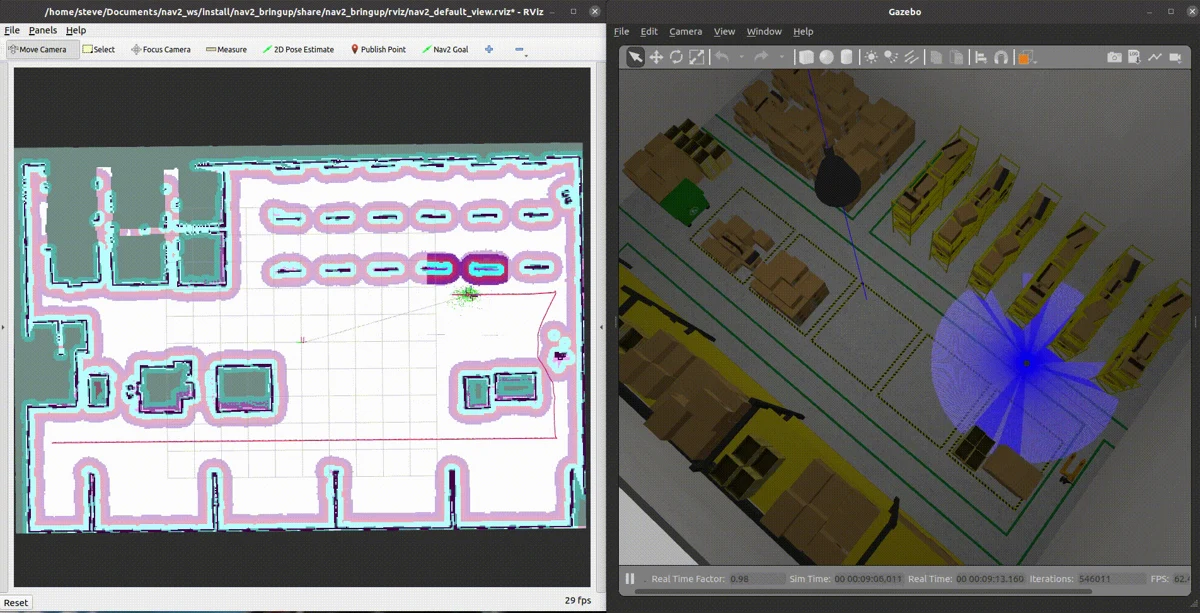 /home/steve/Documents/nav2_ws/install/nav2_bringup/share/nav2_bringup/rviz/nav2_default_view.rviz* - RViz
File Panels Help
Move Camera Select Focus Camera Measure 2D Pose Estimate Publish Point Nav2 Goal
Reset
29 fps
Gazebo
File Edit Camera View Window Help
Real Time Factor: 0.98 Sim Time: 00 00:09:06,011 Real Time: 00 00:09:13,160 Iterations: 546011 FPS: 62.4